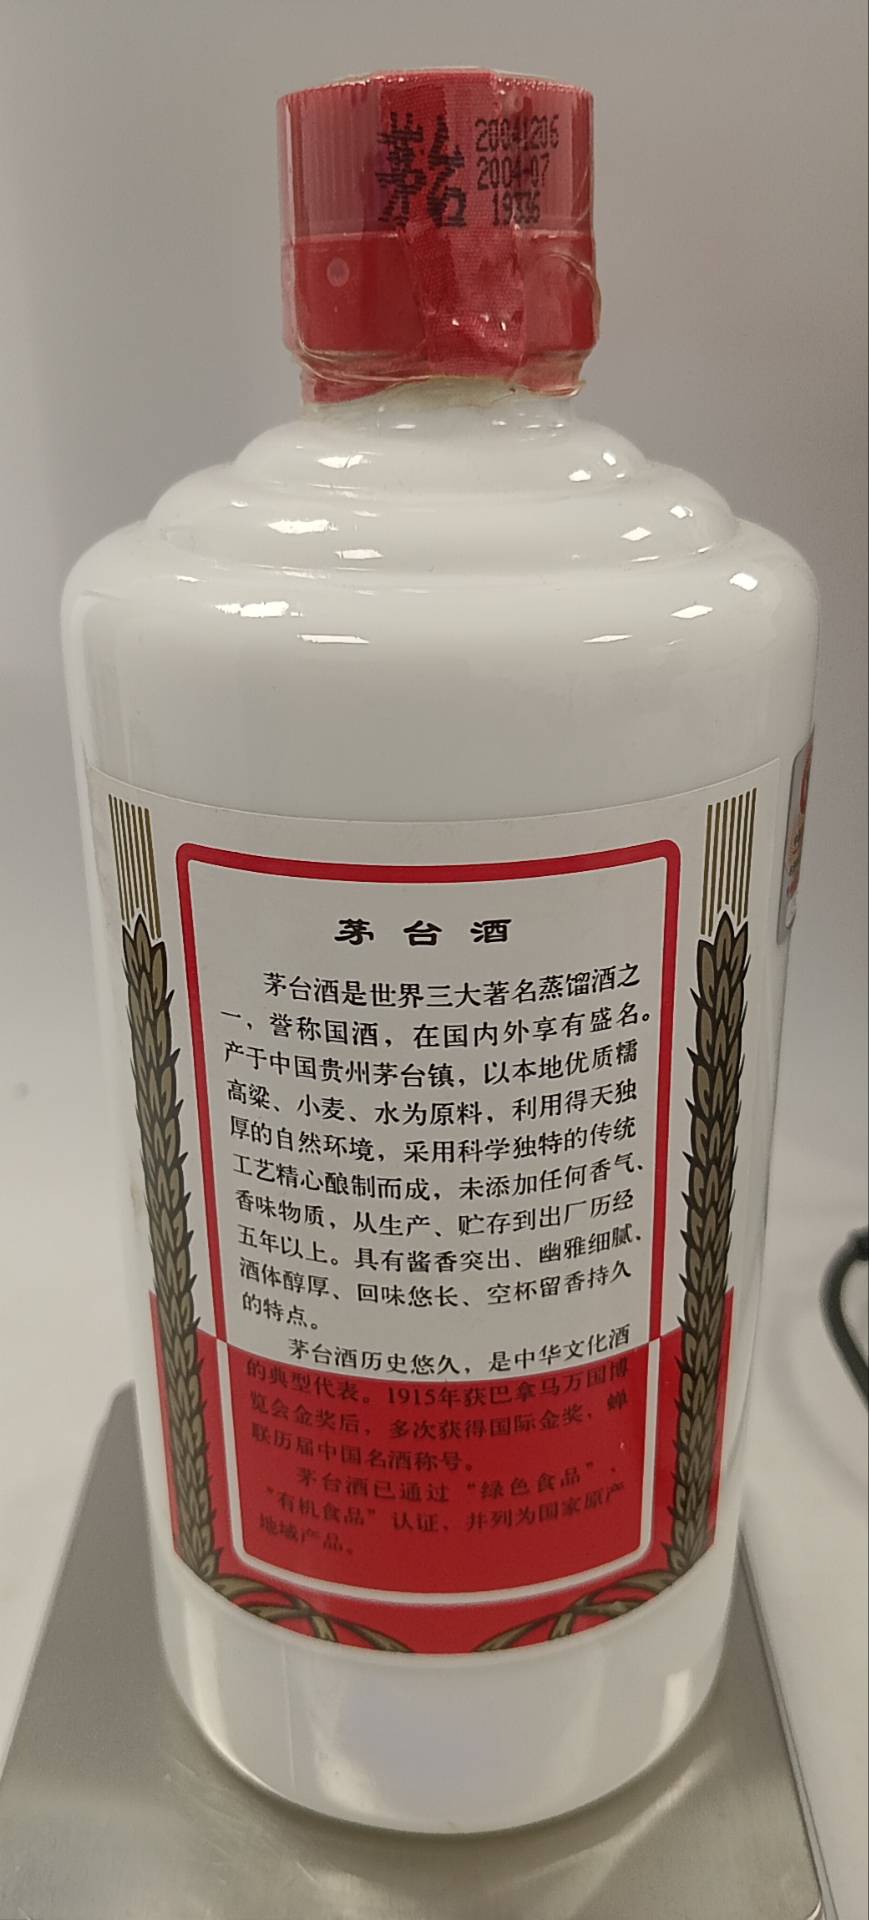 茅台
20041206
2004-07
19336
茅台酒
茅台酒是世界三大著名蒸馏酒之
一，誉称国酒，在国内外享有盛名。
产于中国贵州茅台镇，以本地优质糯
高粱、小麦、水为原料，利用得天独
厚的自然环境，采用科学独特的传统
工艺精心酿制而成，未添加任何香气、
香味物质，从生产、贮存到出厂历经
五年以上。具有酱香突出、幽雅细腻、
酒体醇厚、回味悠长、空杯留香持久
的特点。
茅台酒历史悠久，是中华文化酒
的典型代表。1915年获巴拿马万国博
览会金奖后，多次获得国际金奖，蝉
联历届中国名酒称号。
茅台酒已通过“绿色食品”、
“有机食品”认证，并列为国家原产
地域产品。